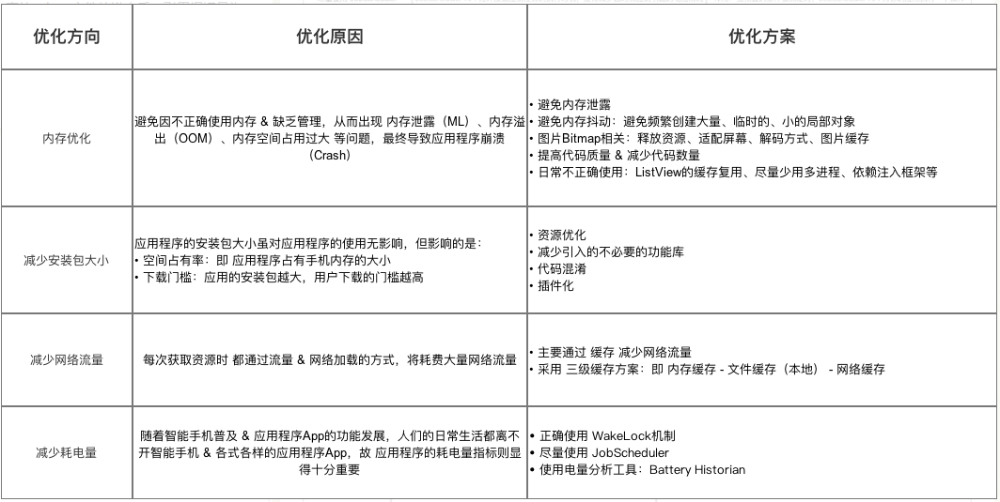 优化方向
优化原因
优化方案
内存优化
避免因不正确使用内存 & 缺乏管理，从而出现 内存泄露（ML）、内存溢
出（OOM）、内存空间占用过大 等问题，最终导致应用程序崩溃
（Crash）
• 避免内存泄露
• 避免内存抖动：避免频繁创建大量、临时的、小的局部对象
• 图片Bitmap相关：释放资源、适配屏幕、解码方式、图片缓存
• 提高代码质量 & 减少代码数量
• 日常不正确使用：ListView的缓存复用、尽量少用多进程、依赖注入框架等
减少安装包大小
应用程序的安装包大小虽对应用程序的使用无影响，但影响的是：
• 空间占有率：即 应用程序占有手机内存的大小
• 下载门槛：应用的安装包越大，用户下载的门槛越高
• 资源优化
• 减少引入的不必要的功能库
• 代码混淆
• 插件化
减少网络流量
每次获取资源时 都通过流量 & 网络加载的方式，将耗费大量网络流量
• 主要通过 缓存 减少网络流量
• 采用 三级缓存方案：即 内存缓存 - 文件缓存（本地） - 网络缓存
减少耗电量
随着智能手机普及 & 应用程序App的功能发展，人们的日常生活都离不
开智能手机 & 各式各样的应用程序App，故 应用程序的耗电量指标则显
得十分重要
• 正确使用 WakeLock机制
• 尽量使用 JobScheduler
• 使用电量分析工具：Battery Historian